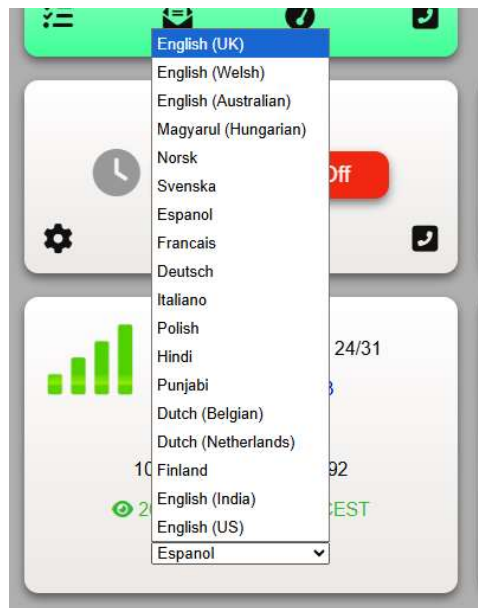 English (UK)
English (Welsh)
English (Australian)
Magyarul (Hungarian)
Norsk
Off
Svenska
Espanol
Francais
Deutsch
Italiano
Polish
24/31
Hindi
Punjabi
Dutch (Belgian)
Dutch (Netherlands)
10
Finland
92
English (India)
20
CEST
English (US)
Espanol